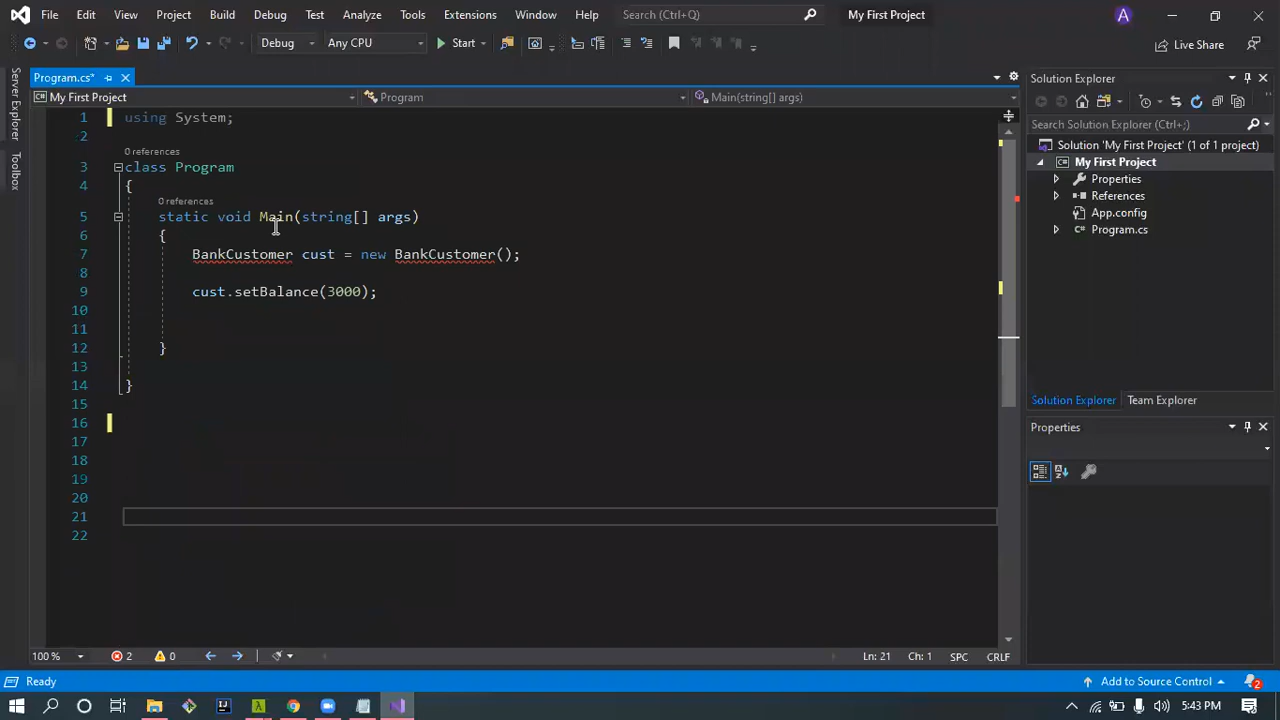 File Edit View Project Build Debug Test Analyze Tools Extensions Window Help Search (Ctrl+Q) My First Project A
Debug Any CPU Start Live Share
Server Explorer
Toolbox
Program.cs*
My First Project Program Main(string[] args)
1 using System;
2
0 references
3 class Program
4 {
0 references
5 static void Main(string[] args)
6 {
7 BankCustomer cust = new BankCustomer();
8
9 cust.setBalance(3000);
10
11
12 }
13
14 }
15
16
17
18
19
20
21
22
100 % 2 0 Ln: 21 Ch: 1 SPC CRLF
Solution Explorer
Search Solution Explorer (Ctrl+;)
Solution 'My First Project' (1 of 1 project)
My First Project
Properties
References
App.config
Program.cs
Solution Explorer Team Explorer
Properties
Ready Add to Source Control 2
5:43 PM 2